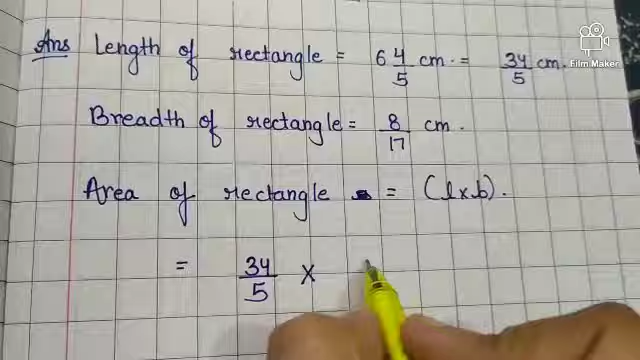 Ans Length of rectangle = 6 4/5 cm. = 34/5 cm.
Film Maker
Breadth of rectangle = 8/17 cm.
Area of rectangle = (l×b).
= 34/5 ×